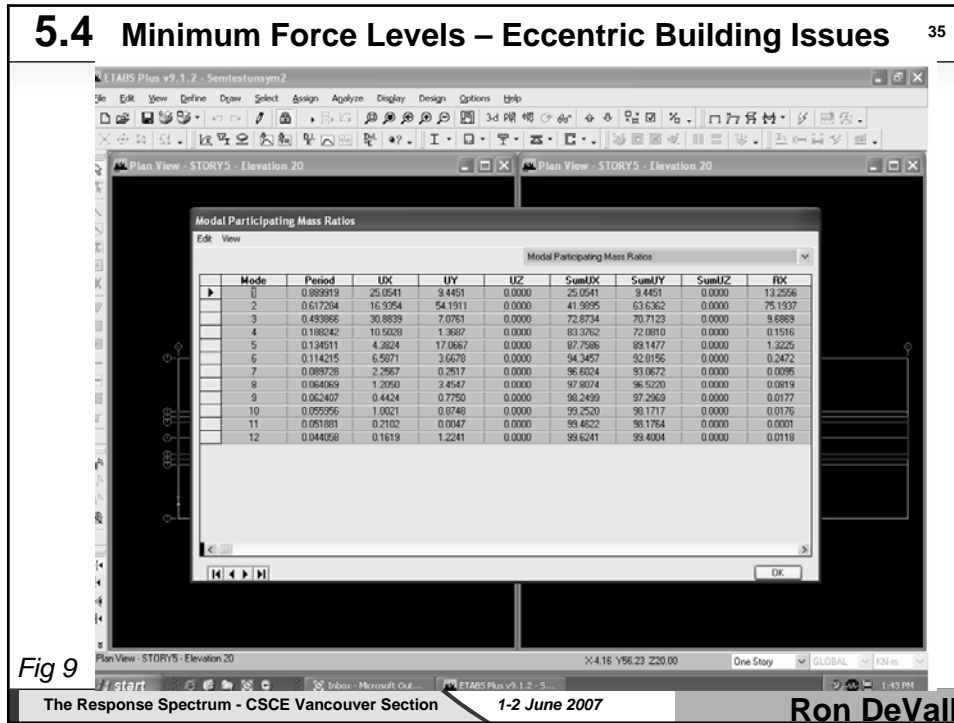 5.4 Minimum Force Levels – Eccentric Building Issues 35
ETABS Plus v9.1.2 - Semtestunsym2
File Edit View Define Draw Select Assign Analyze Display Design Options Help
Plan View - STORY5 - Elevation 20
Plan View - STORY5 - Elevation 20
Modal Participating Mass Ratios
Edit View
Modal Participating Mass Ratios
Mode Period UX UY UZ SumUX SumUY SumUZ RX
1 0.889919 25.0541 9.4451 0.0000 25.0541 9.4451 0.0000 13.2556
2 0.617284 16.9354 54.1911 0.0000 41.9895 63.6362 0.0000 75.1937
3 0.493866 30.8839 7.0761 0.0000 72.8734 70.7123 0.0000 9.6869
4 0.188242 10.5028 1.3687 0.0000 83.3762 72.0810 0.0000 0.1516
5 0.134511 4.3824 17.0667 0.0000 87.7586 89.1477 0.0000 1.3225
6 0.114215 6.5871 3.6678 0.0000 94.3457 92.8156 0.0000 0.2472
7 0.089728 2.2567 0.2517 0.0000 96.6024 93.0672 0.0000 0.0095
8 0.064069 1.2050 3.4547 0.0000 97.8074 96.5220 0.0000 0.0819
9 0.062407 0.4424 0.7750 0.0000 98.2499 97.2969 0.0000 0.0177
10 0.055956 1.0021 0.8748 0.0000 99.2520 98.1717 0.0000 0.0176
11 0.051881 0.2102 0.0047 0.0000 99.4622 98.1764 0.0000 0.0001
12 0.044058 0.1619 1.2241 0.0000 99.6241 99.4004 0.0000 0.0118
OK
Plan View - STORY5 - Elevation 20 X-4.16 Y56.23 Z20.00 One Story GLOBAL KN-m
Fig 9
start Inbox - Microsoft Out... ETABS Plus v9.1.2 - S... 1:43 PM
The Response Spectrum - CSCE Vancouver Section 1-2 June 2007 Ron DeVall